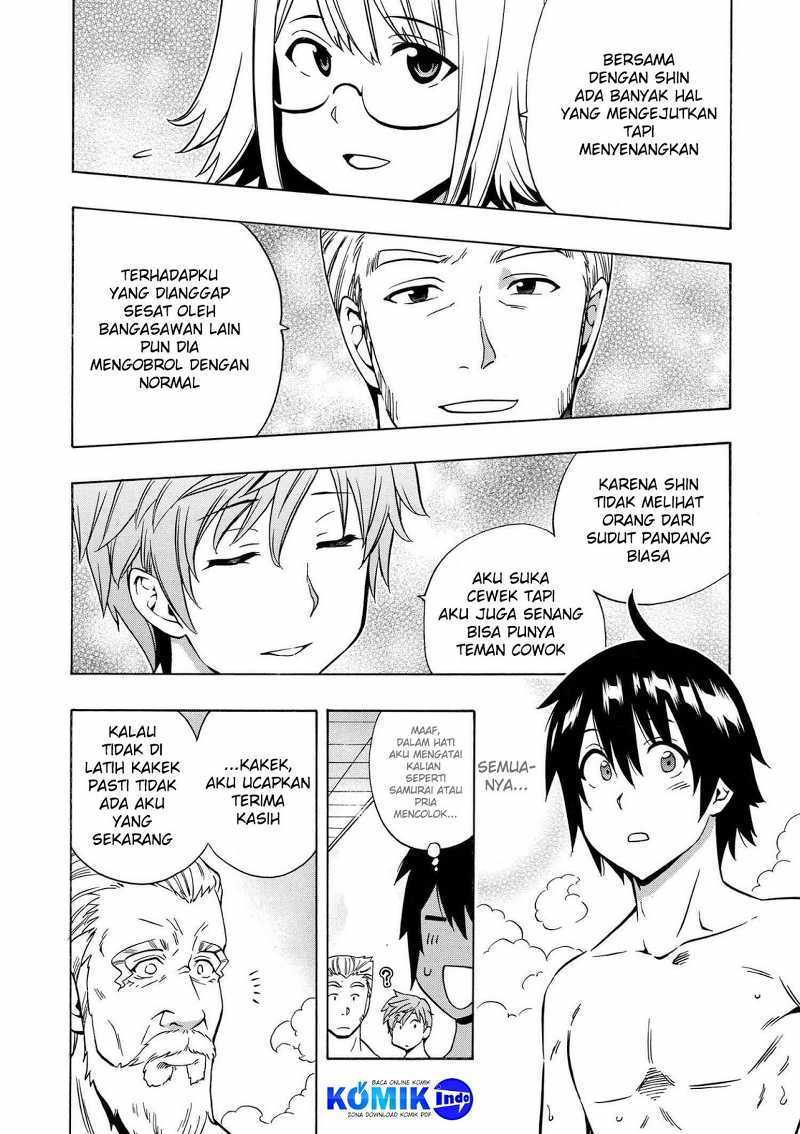 BERSAMA
DENGAN SHIN
ADA BANYAK HAL
YANG MENGEJUTKAN
TAPI
MENYENANGKAN
TERHADAPKU
YANG DIANGGAP
SESAT OLEH
BANGASAWAN LAIN
PUN DIA
MENGOBROL DENGAN
NORMAL
KARENA SHIN
TIDAK MELIHAT
ORANG DARI
SUDUT PANDANG
BIASA
AKU SUKA
CEWEK TAPI
AKU JUGA SENANG
BISA PUNYA
TEMAN COWOK
SEMUA-
NYA...
MAAF,
DALAM HATI
AKU MENGATAI
KALIAN
SEPERTI
SAMURAI ATAU
PRIA
MENCOLOK...
?
...KAKEK,
AKU UCAPKAN
TERIMA
KASIH
KALAU
TIDAK DI
LATIH KAKEK
PASTI TIDAK
ADA AKU
YANG
SEKARANG
BACA ONLINE KOMIK
KOMIK Indo
ZONA DOWNLOAD KOMIK PDF